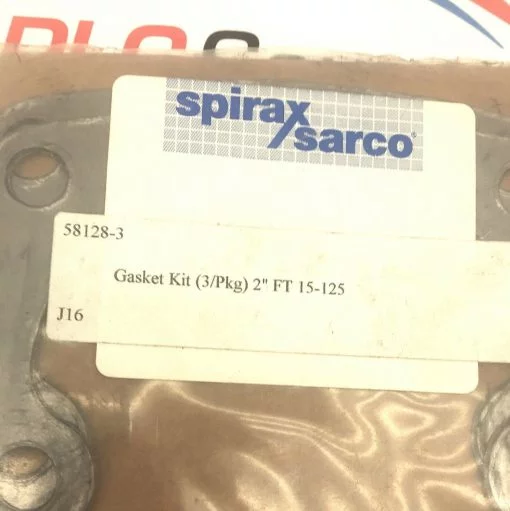 spirax
sarco
58128-3
Gasket Kit (3/Pkg) 2" FT 15-125
J16